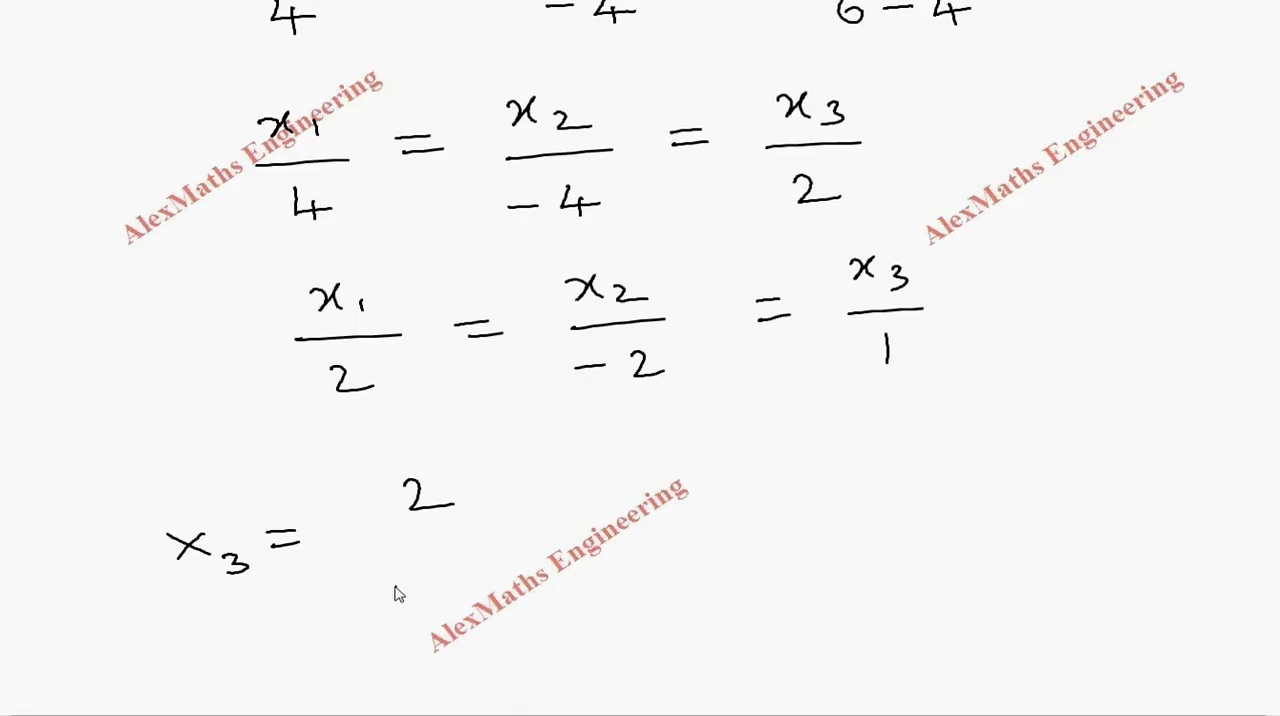 4 -4 6-4
x₁/4 = x₂/-4 = x₃/2
AlexMaths Engineering AlexMaths Engineering
x₁/2 = x₂/-2 = x₃/1
2
X₃ =
AlexMaths Engineering